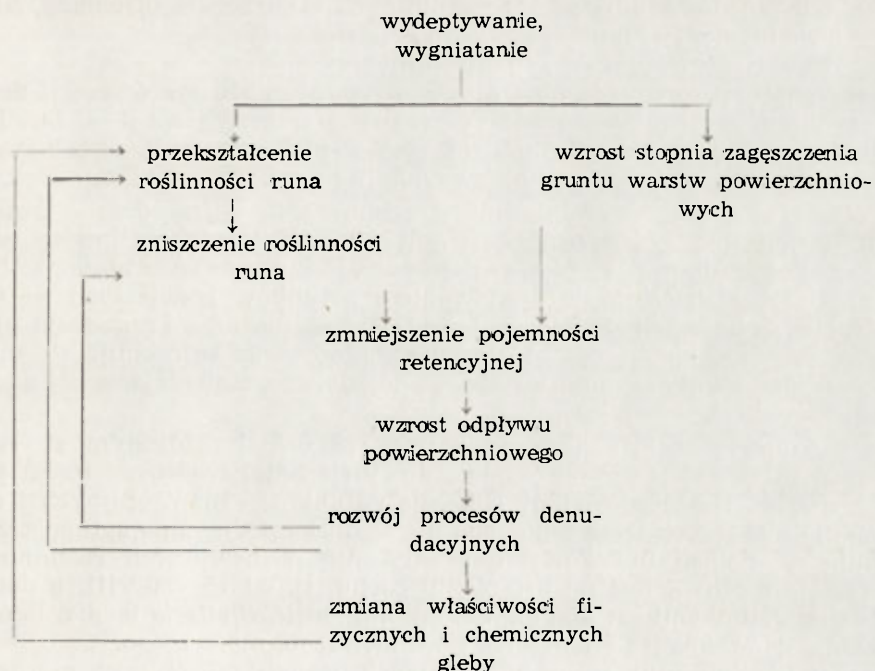 wydeptywanie,
wygniatanie
przekształcenie
roślinności runa
wzrost stopnia zagęszczenia
gruntu warstw powierzchnio-
wych
zniszczenie roślinności
runa
zmniejszenie pojemności
retencyjnej
wzrost odpływu
powierzchniowego
rozwój procesów denu-
dacyjnych
zmiana właściwości fi-
zycznych i chemicznych
gleby